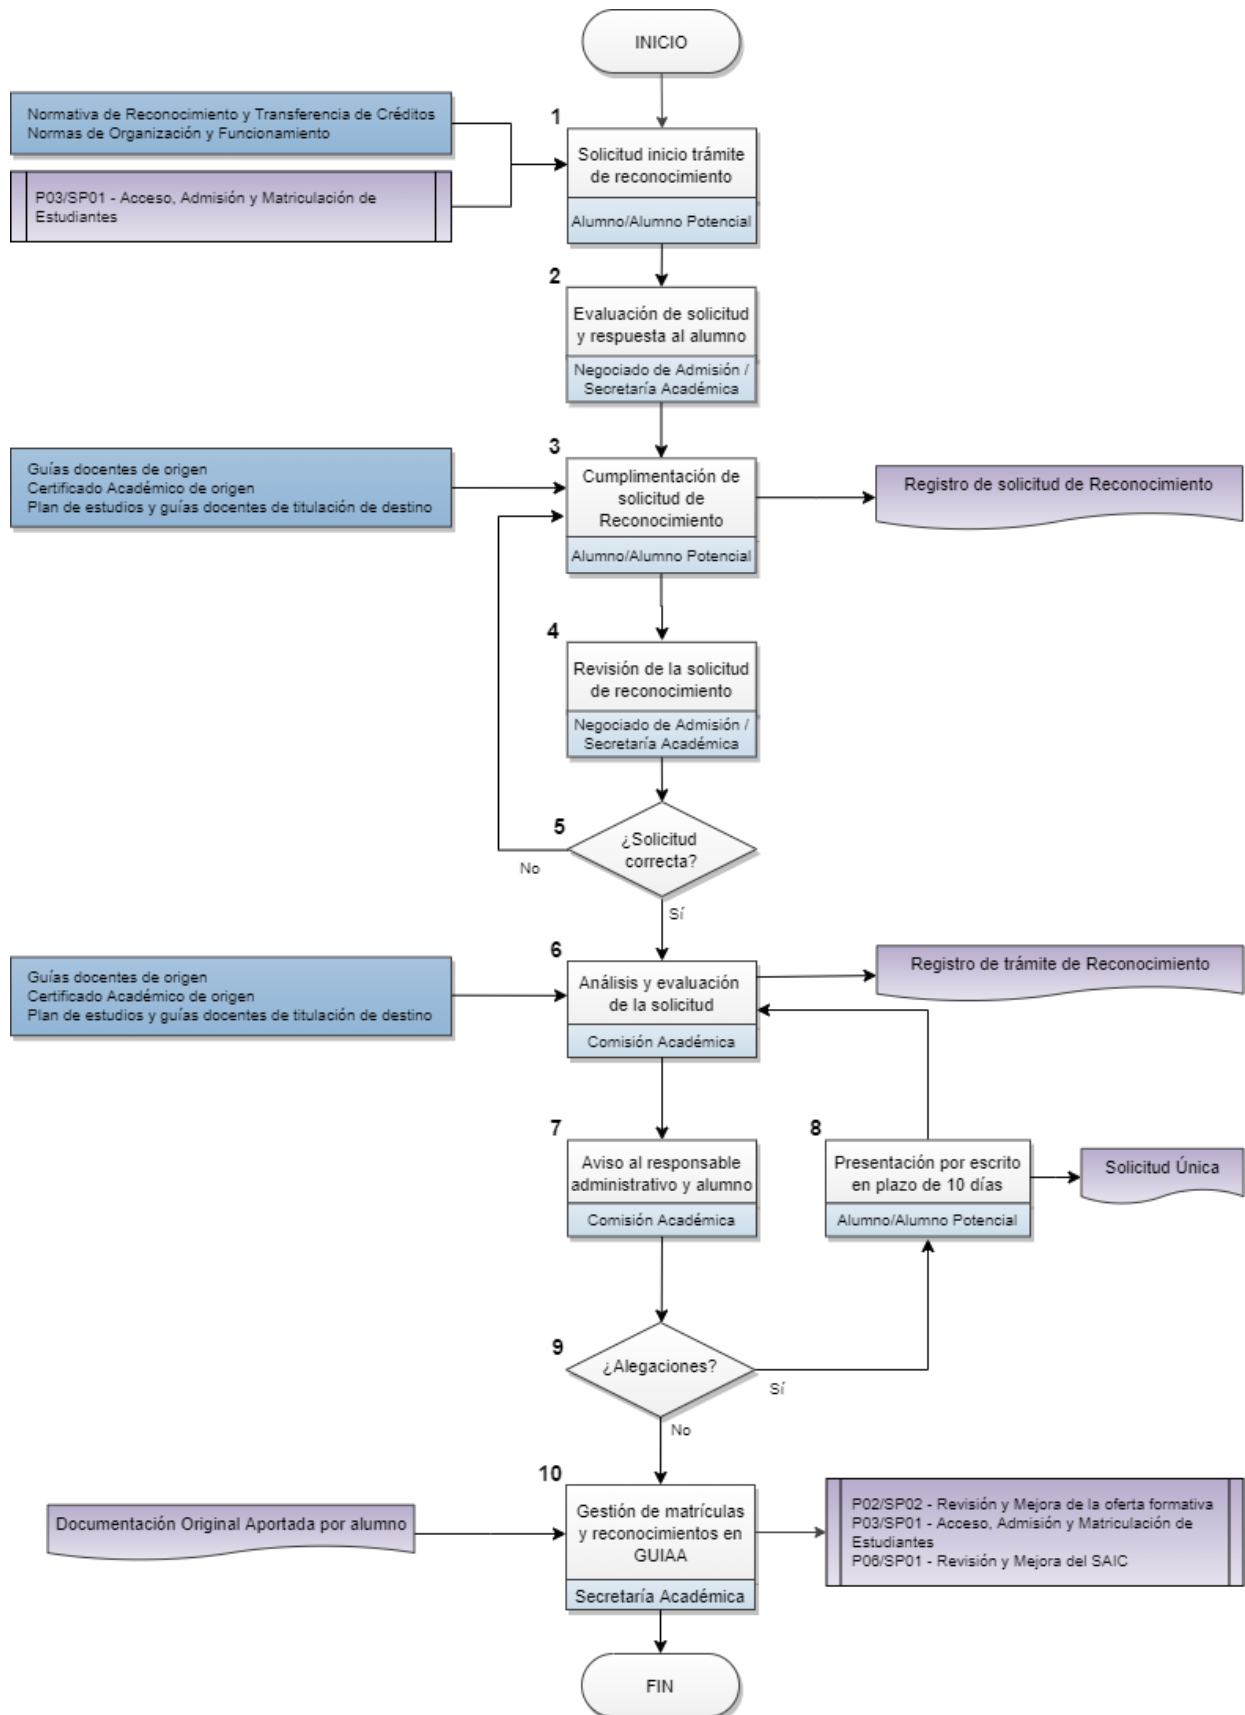 INICIO
Normativa de Reconocimiento y Transferencia de Créditos
Normas de Organización y Funcionamiento
P03/SP01 - Acceso, Admisión y Matriculación de
Estudiantes
1
Solicitud inicio trámite
de reconocimiento
Alumno/Alumno Potencial
2
Evaluación de solicitud
y respuesta al alumno
Negociado de Admisión /
Secretaría Académica
Guías docentes de origen
Certificado Académico de origen
Plan de estudios y guías docentes de titulación de destino
3
Cumplimentación de
solicitud de
Reconocimiento
Alumno/Alumno Potencial
Registro de solicitud de Reconocimiento
4
Revisión de la solicitud
de reconocimiento
Negociado de Admisión /
Secretaría Académica
5
¿Solicitud
correcta?
No
Sí
Guías docentes de origen
Certificado Académico de origen
Plan de estudios y guías docentes de titulación de destino
6
Análisis y evaluación
de la solicitud
Comisión Académica
Registro de trámite de Reconocimiento
7
Aviso al responsable
administrativo y alumno
Comisión Académica
8
Presentación por escrito
en plazo de 10 días
Alumno/Alumno Potencial
Solicitud Única
9
¿Alegaciones?
Sí
No
Documentación Original Aportada por alumno
10
Gestión de matrículas
y reconocimientos en
GUIAA
Secretaría Académica
P02/SP02 - Revisión y Mejora de la oferta formativa
P03/SP01 - Acceso, Admisión y Matriculación de
Estudiantes
P06/SP01 - Revisión y Mejora del SAIC
FIN